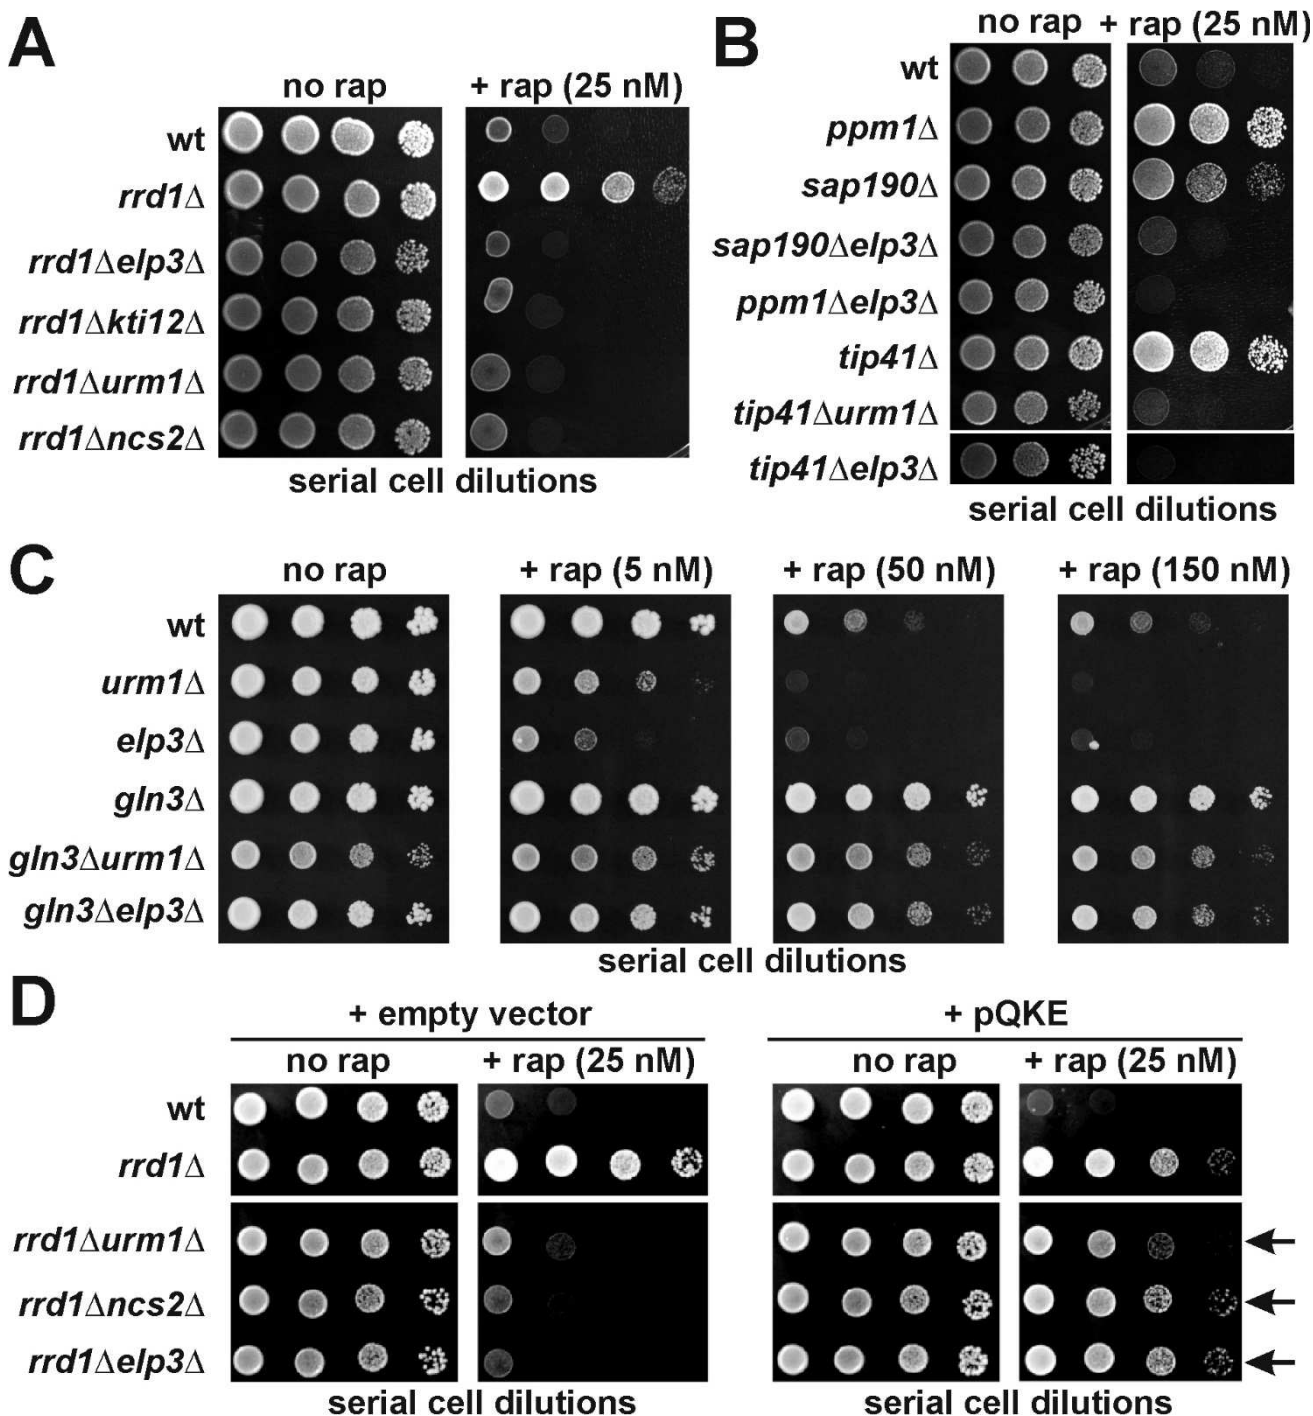 A
no rap + rap (25 nM)
wt
rrd1Δ
rrd1Δelp3Δ
rrd1Δkti12Δ
rrd1Δurm1Δ
rrd1Δncs2Δ
serial cell dilutions
B
no rap + rap (25 nM)
wt
ppm1Δ
sap190Δ
sap190Δelp3Δ
ppm1Δelp3Δ
tip41Δ
tip41Δurm1Δ
tip41Δelp3Δ
serial cell dilutions
C
no rap + rap (5 nM) + rap (50 nM) + rap (150 nM)
wt
urm1Δ
elp3Δ
gln3Δ
gln3Δurm1Δ
gln3Δelp3Δ
serial cell dilutions
D
+ empty vector + pQKE
no rap + rap (25 nM) no rap + rap (25 nM)
wt
rrd1Δ
rrd1Δurm1Δ
rrd1Δncs2Δ
rrd1Δelp3Δ
serial cell dilutions serial cell dilutions